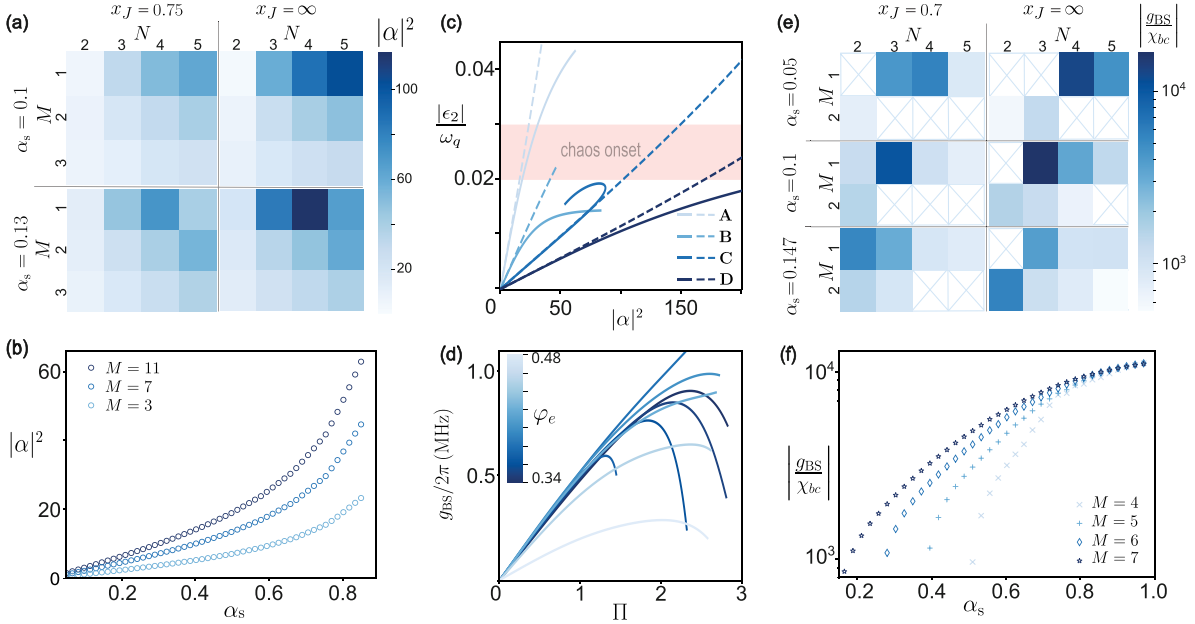 (a)
x_J = 0.75
x_J = ∞
N
N
|α|²
2 3 4 5 2 3 4 5
α_s = 0.1
M
1
2
3
α_s = 0.13
M
1
2
3
100
80
60
40
20
(b)
|α|²
60
40
20
0
M = 11
M = 7
M = 3
0.2 0.4 0.6 0.8
α_s
(c)
|ϵ₂|/ω_q
0.04
0.02
0
chaos onset
A
B
C
D
0 50 150
|α|²
(d)
0.48
φ_e
0.34
g_BS/2π (MHz)
1.0
0.5
0 1 2 3
Π
(e)
x_J = 0.7
x_J = ∞
N
N
|g_BS/χ_bc|
2 3 4 5 2 3 4 5
α_s = 0.05
M
1
2
α_s = 0.1
M
1
2
α_s = 0.147
M
1
2
10⁴
10³
(f)
|g_BS/χ_bc|
10⁴
10³
M = 4
M = 5
M = 6
M = 7
0.2 0.4 0.6 0.8 1.0
α_s